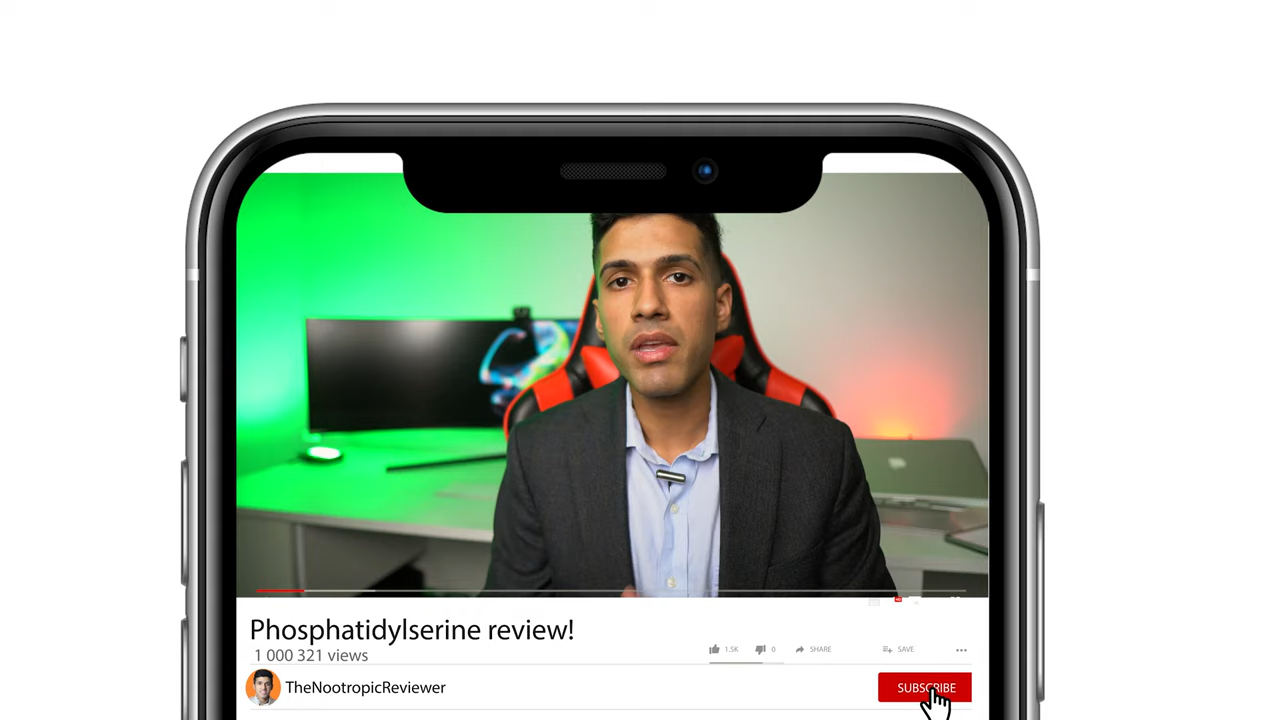 Phosphatidylserine review!
1 000 321 views
1.5K 0 SHARE SAVE
TheNootropicReviewer
SUBSCRIBE